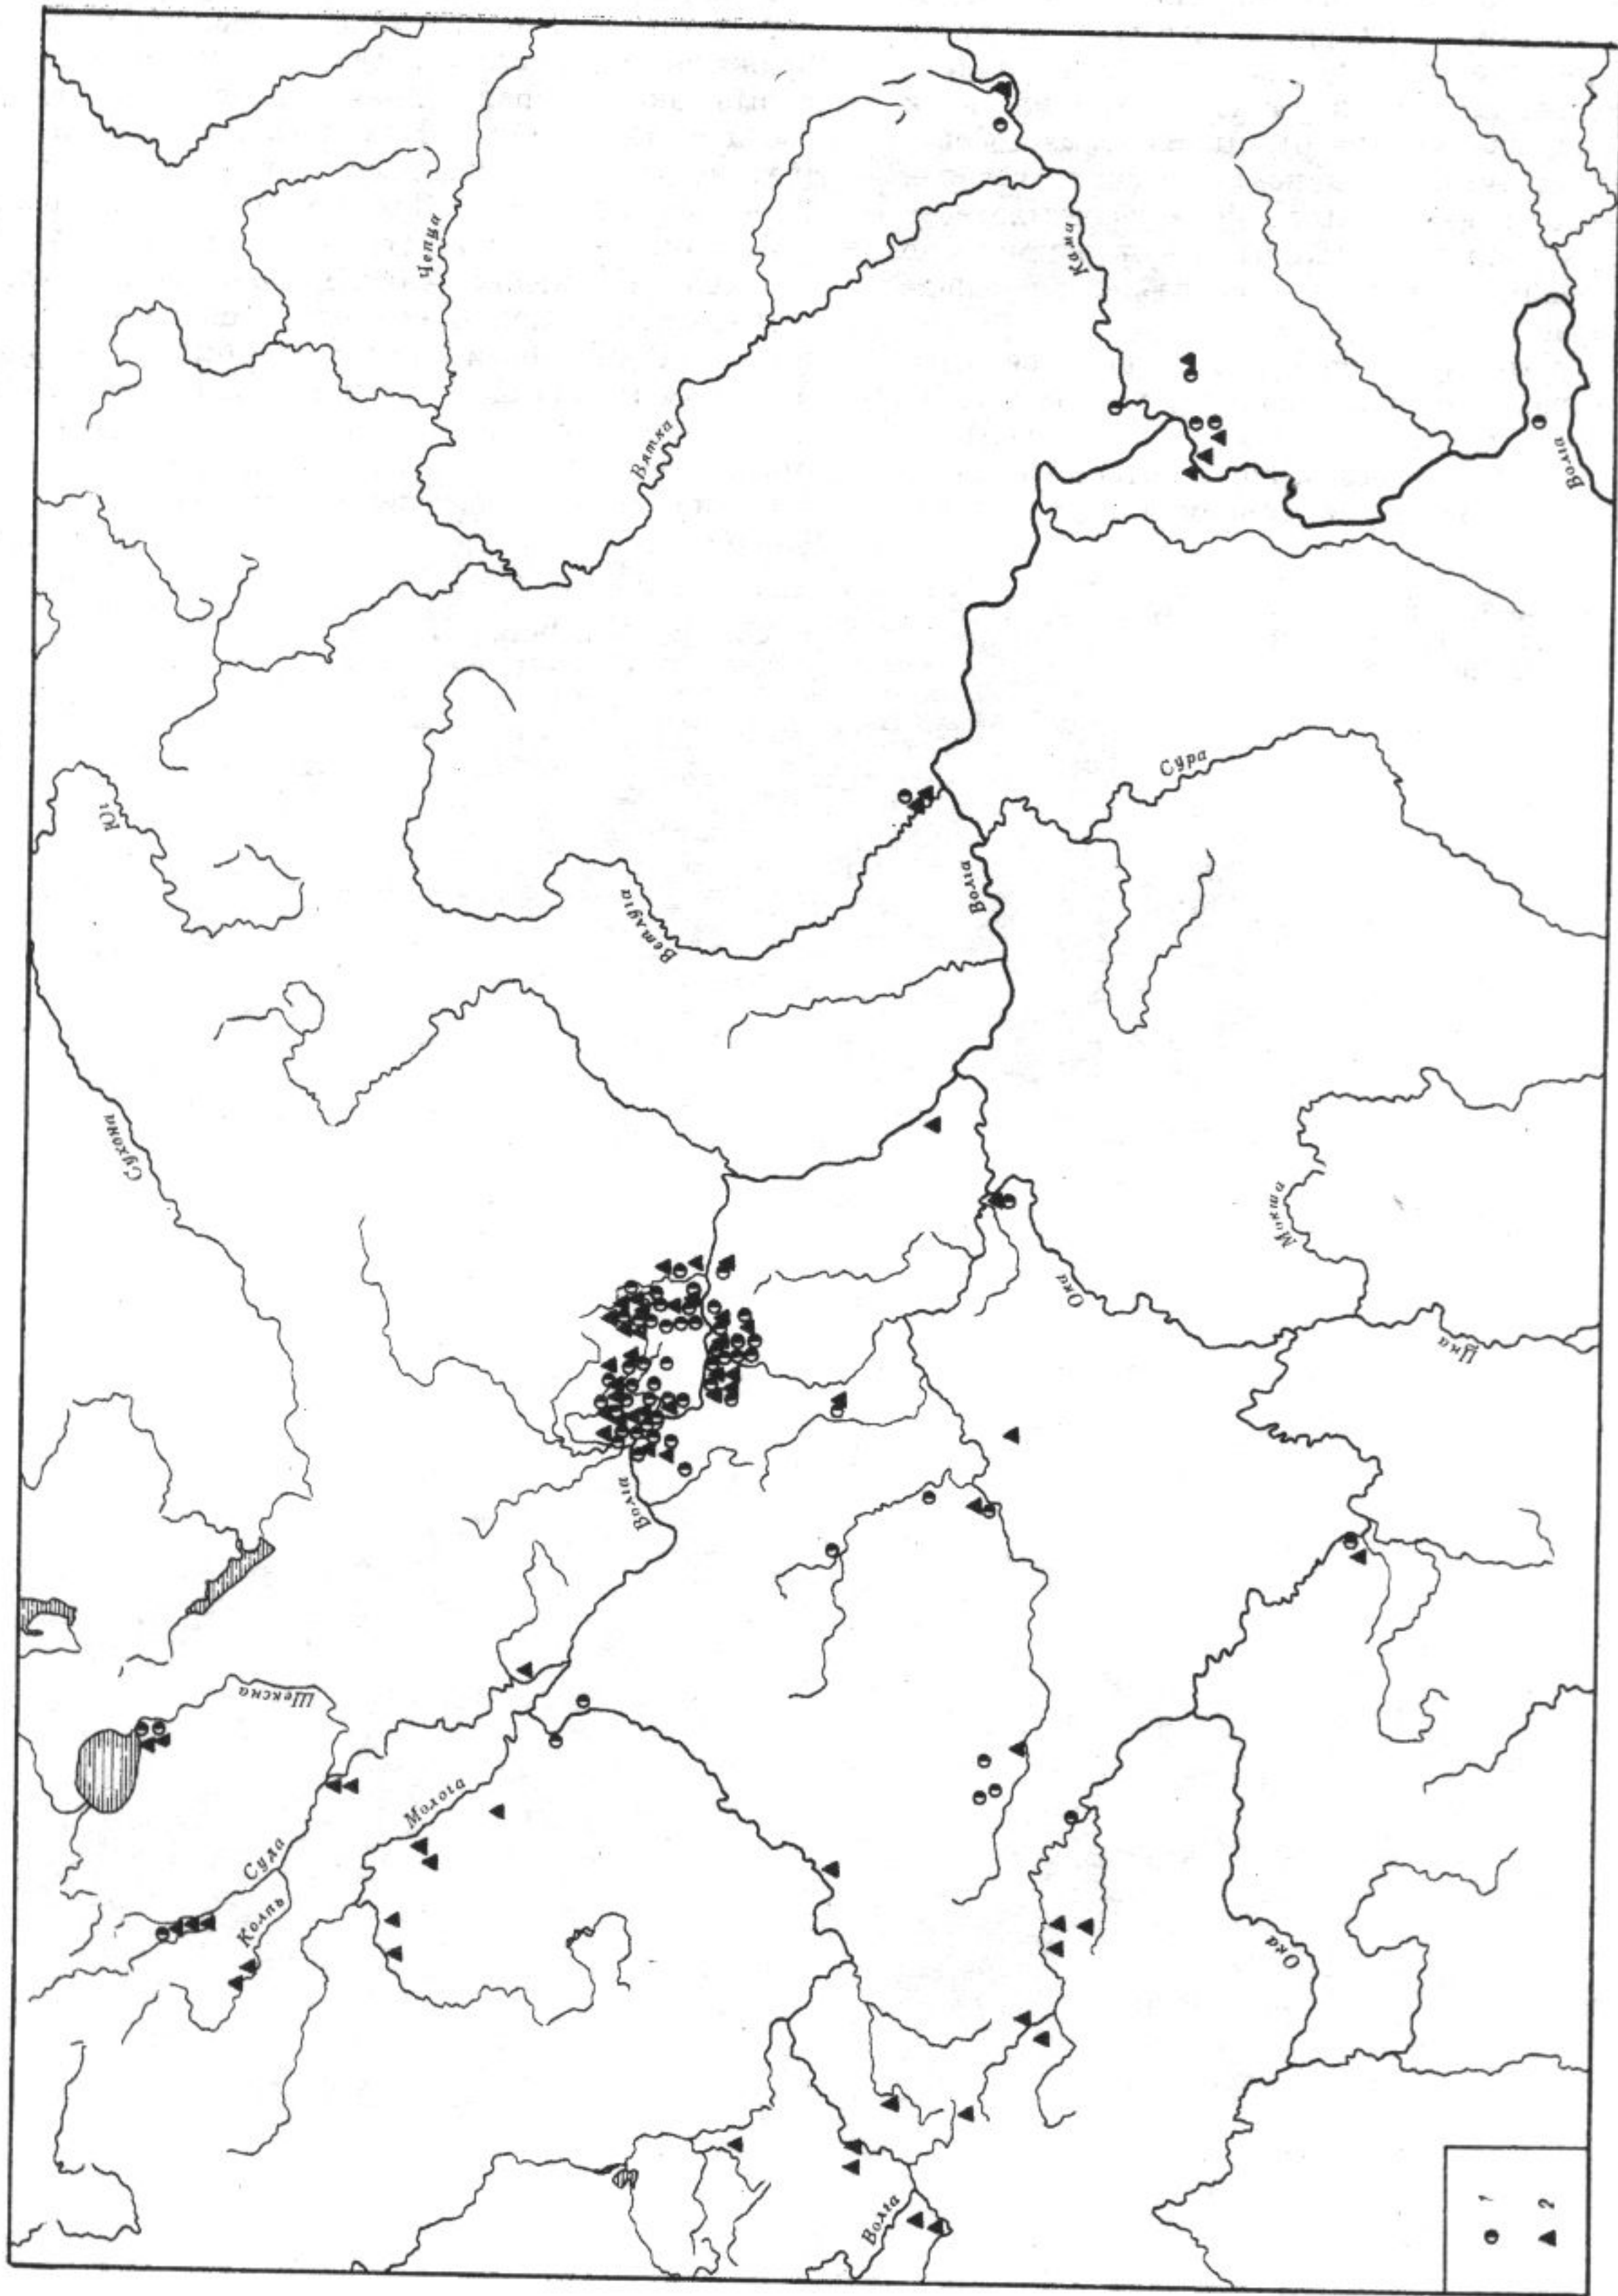 Чепца
Кама
Вятка
Волга
Юг
Сура
Ветлуга
Волга
Сухона
Мокша
Ока
Цна
Волга
Шексна
Молога
Суда
Колпь
Ока
Волга
1
2